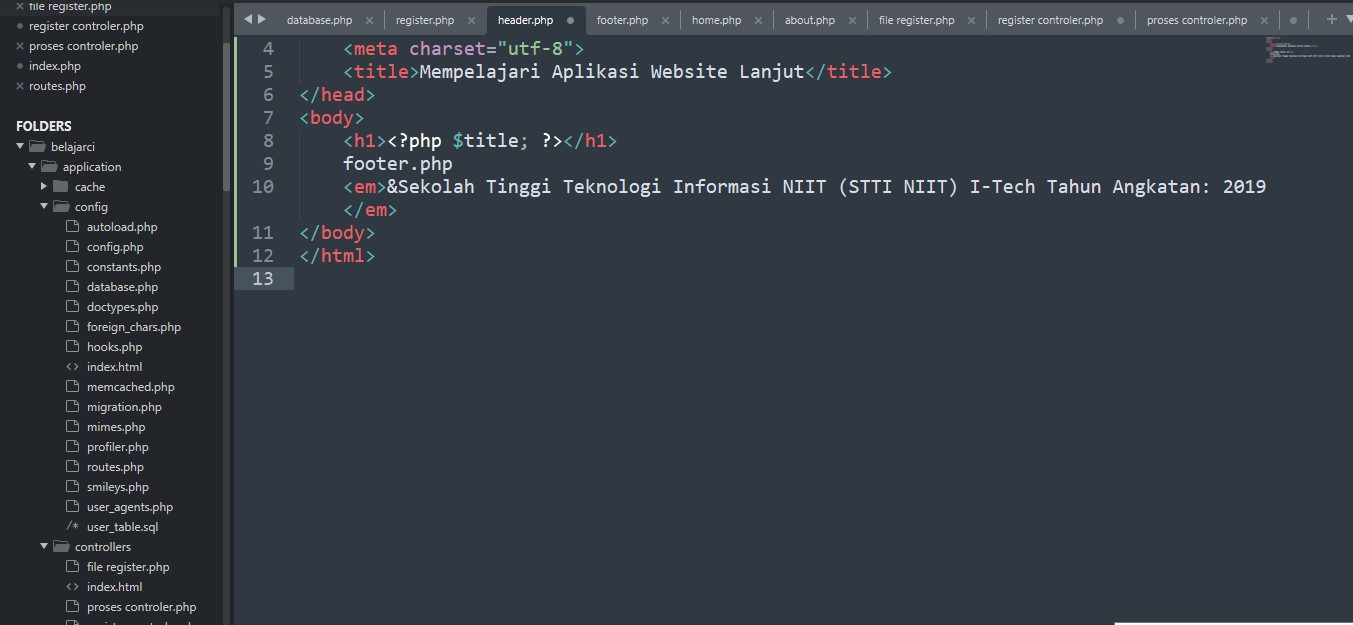 file register.php
register controler.php
proses controler.php
index.php
routes.php
FOLDERS
belajarci
application
cache
config
autoload.php
config.php
constants.php
database.php
doctypes.php
foreign_chars.php
hooks.php
index.html
memcached.php
migration.php
mimes.php
profiler.php
routes.php
smileys.php
user_agents.php
/* user_table.sql
controllers
file register.php
index.html
proses controler.php
database.php register.php header.php footer.php home.php about.php file register.php register controler.php proses controler.php
4 <meta charset="utf-8">
5 <title>Mempelajari Aplikasi Website Lanjut</title>
6 </head>
7 <body>
8 <h1><?php $title; ?></h1>
9 footer.php
10 <em>&Sekolah Tinggi Teknologi Informasi NIIT (STTI NIIT) I-Tech Tahun Angkatan: 2019
</em>
11 </body>
12 </html>
13